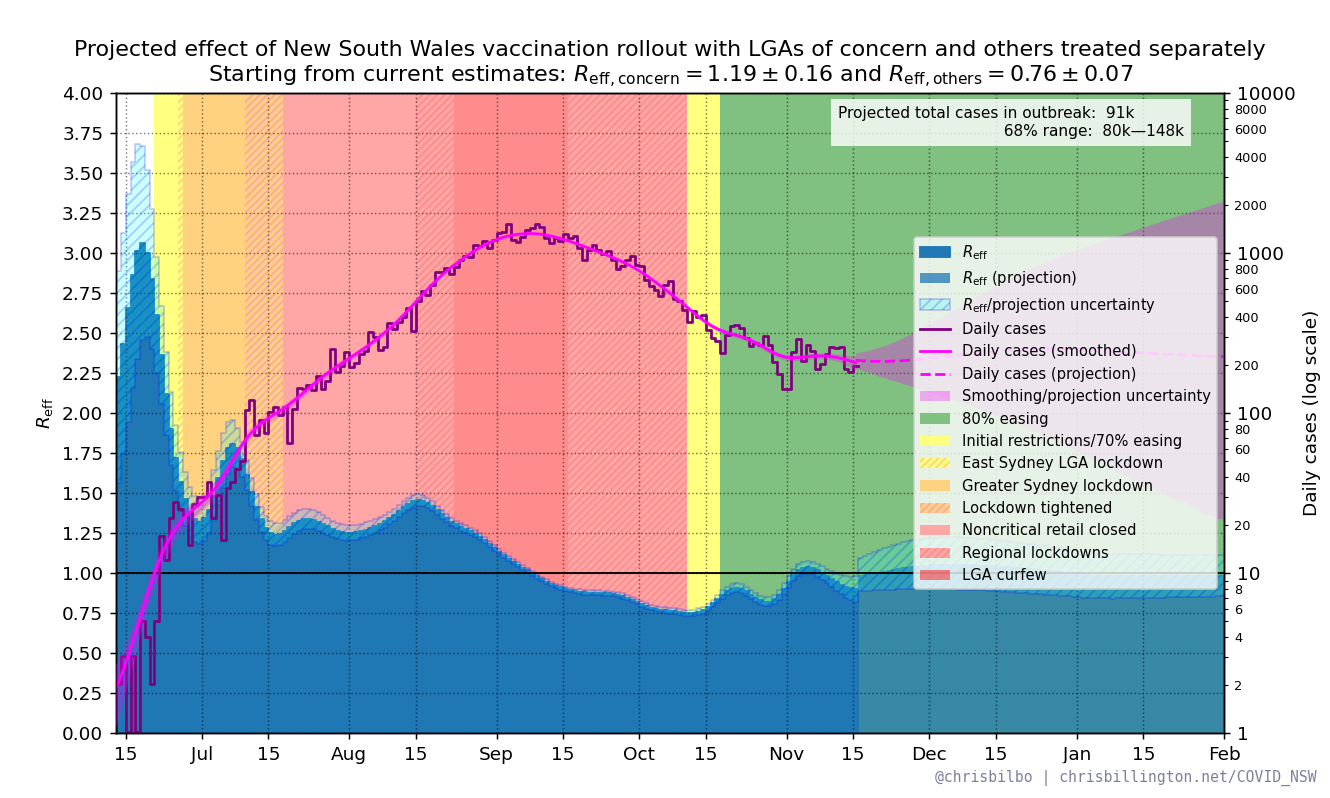 Projected effect of New South Wales vaccination rollout with LGAs of concern and others treated separately
Starting from current estimates: Reff, concern = 1.19 ± 0.16 and Reff, others = 0.76 ± 0.07
Projected total cases in outbreak: 91k
68% range: 80k—148k
4.00
3.75
3.50
3.25
3.00
2.75
2.50
2.25
2.00
1.75
1.50
1.25
1.00
0.75
0.50
0.25
0.00
Reff
10000
8000
6000
4000
2000
1000
800
600
400
200
100
80
60
40
20
10
8
6
4
2
1
Daily cases (log scale)
Reff
Reff (projection)
Reff/projection uncertainty
Daily cases
Daily cases (smoothed)
Daily cases (projection)
Smoothing/projection uncertainty
80% easing
Initial restrictions/70% easing
East Sydney LGA lockdown
Greater Sydney lockdown
Lockdown tightened
Noncritical retail closed
Regional lockdowns
LGA curfew
15 Jul 15 Aug 15 Sep 15 Oct 15 Nov 15 Dec 15 Jan 15 Feb
@chrisbilbo | chrisbillington.net/COVID_NSW